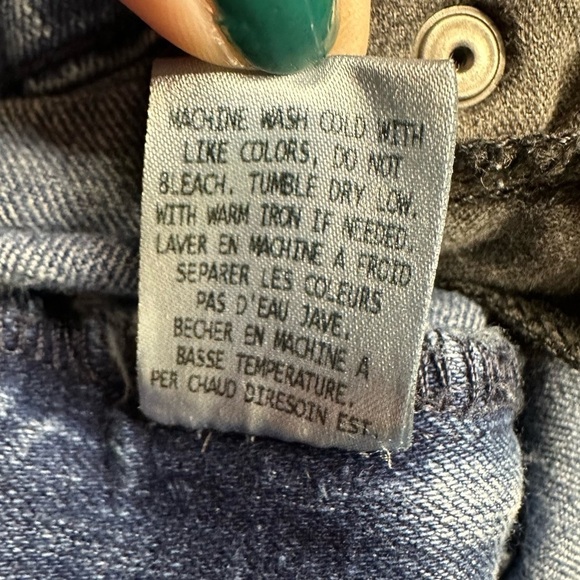 MACHINE WASH COLD WITH
LIKE COLORS, DO NOT
BLEACH. TUMBLE DRY LOW.
WITH WARM IRON IF NEEDED.
LAVER EN MACHINE A FROID
SEPARER LES COLEURS
PAS D'EAU JAVE.
BECHER EN MACHINE A
BASSE TEMPERATURE.
PER CHAUD DIRESOIN EST.